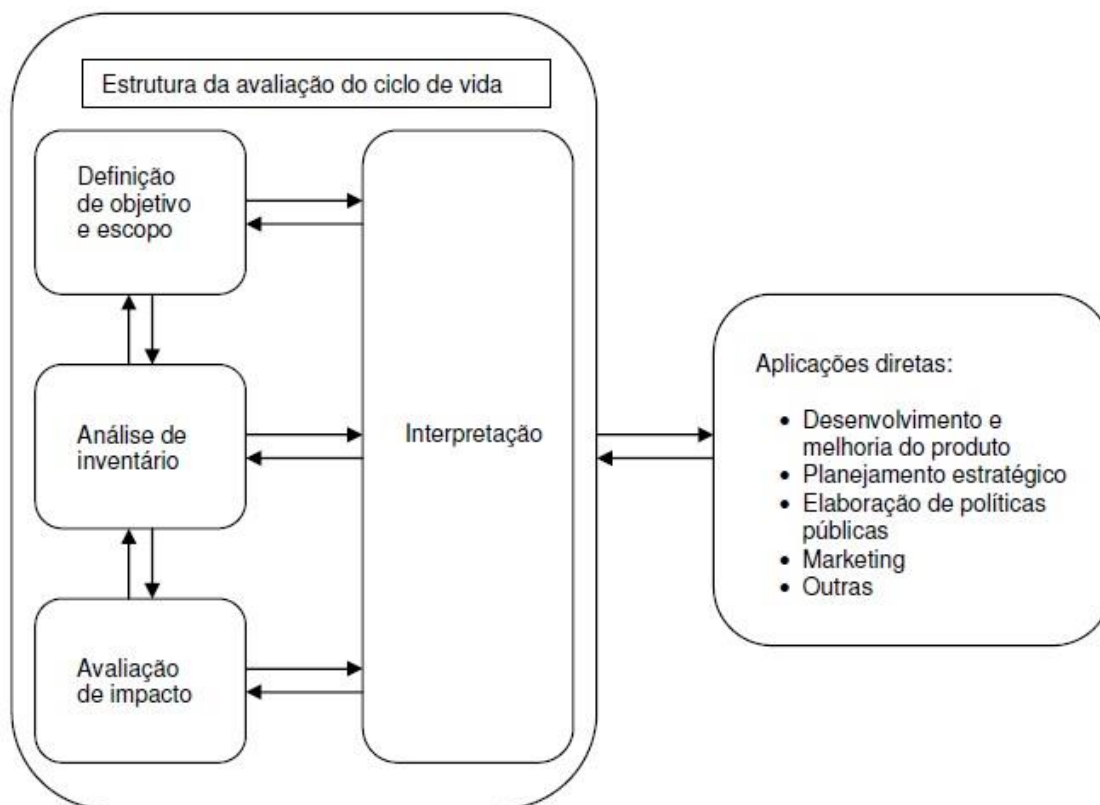 Estrutura da avaliação do ciclo de vida
Definição
de objetivo
e escopo
Análise de
inventário
Avaliação
de impacto
Interpretação
Aplicações diretas:
• Desenvolvimento e
melhoria do produto
• Planejamento estratégico
• Elaboração de políticas
públicas
• Marketing
• Outras